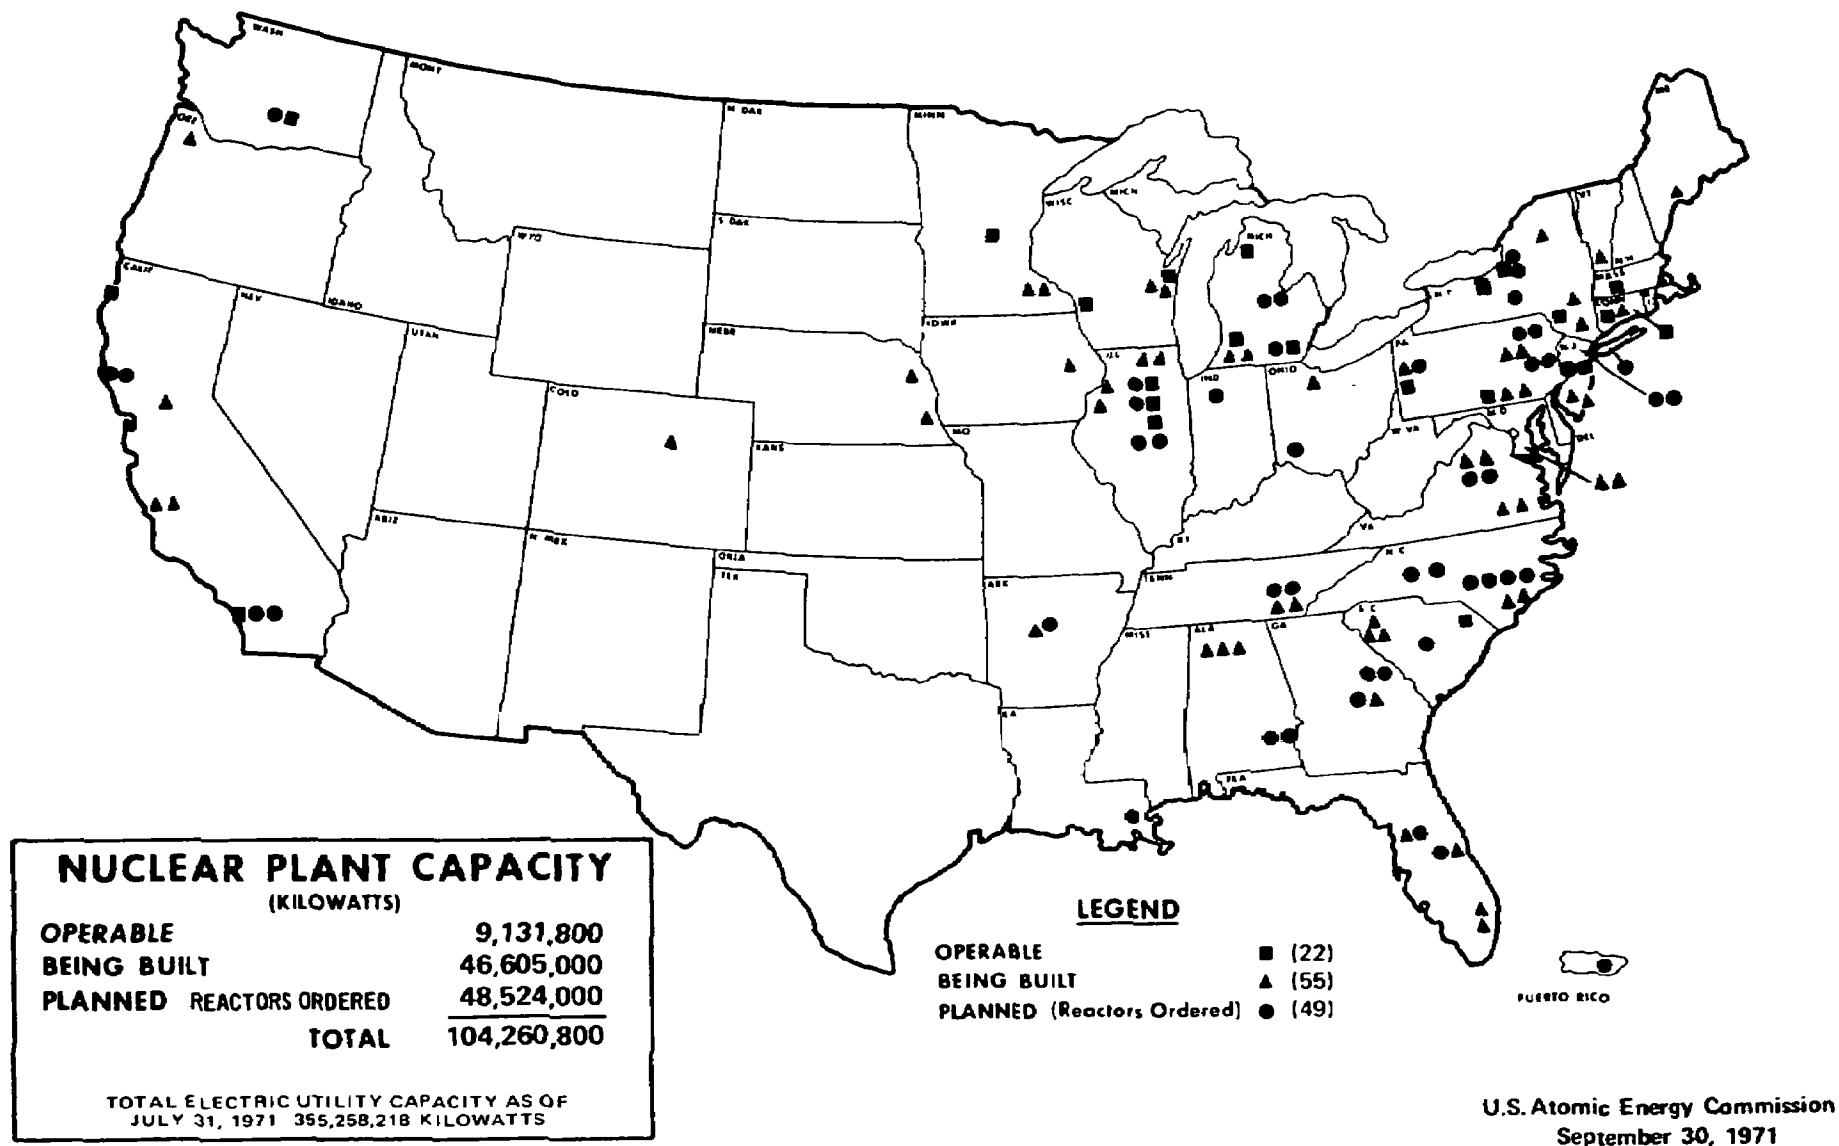 WASH
MONT
N DAK
MINN
ME
ORE
VT
MICH
WISC
S DAK
MICH
WYO
CALIF
N H
MASS
NEV
IDAHO
N Y
CONN
IOWA
UTAH
NEBR
PA
N J
ILL
IND
OHIO
COLO
M D
MO
W VA
DEL
KANS
ARIZ
VA
N MEX
KY
OKLA
N C
TEX
ARK
TENN
S C
MISS
ALA
GA
LA
FLA
NUCLEAR PLANT CAPACITY
(KILOWATTS)
OPERABLE 9,131,800
BEING BUILT 46,605,000
PLANNED REACTORS ORDERED 48,524,000
TOTAL 104,260,800
TOTAL ELECTRIC UTILITY CAPACITY AS OF
JULY 31, 1971 355,258,218 KILOWATTS
LEGEND
OPERABLE ■ (22)
BEING BUILT ▲ (55)
PLANNED (Reactors Ordered) ● (49)
PUERTO RICO
U.S. Atomic Energy Commission
September 30, 1971